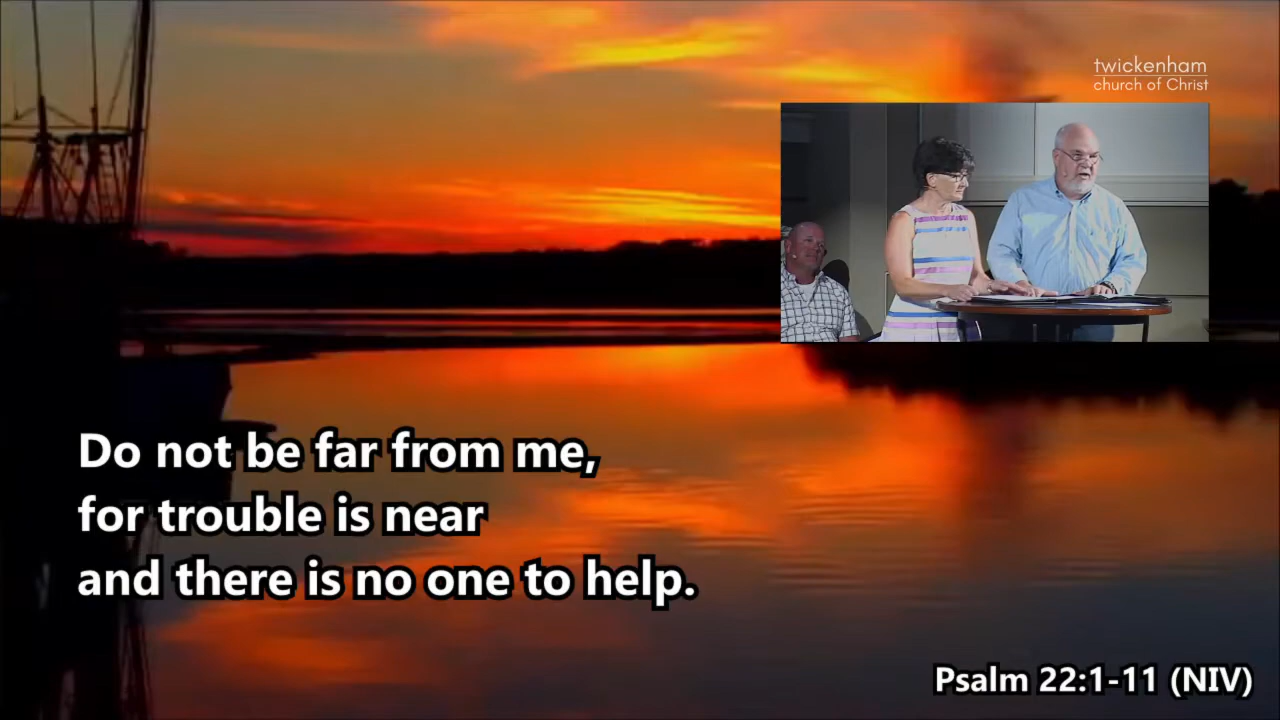 twickenham
church of Christ
Do not be far from me,
for trouble is near
and there is no one to help.
Psalm 22:1-11 (NIV)